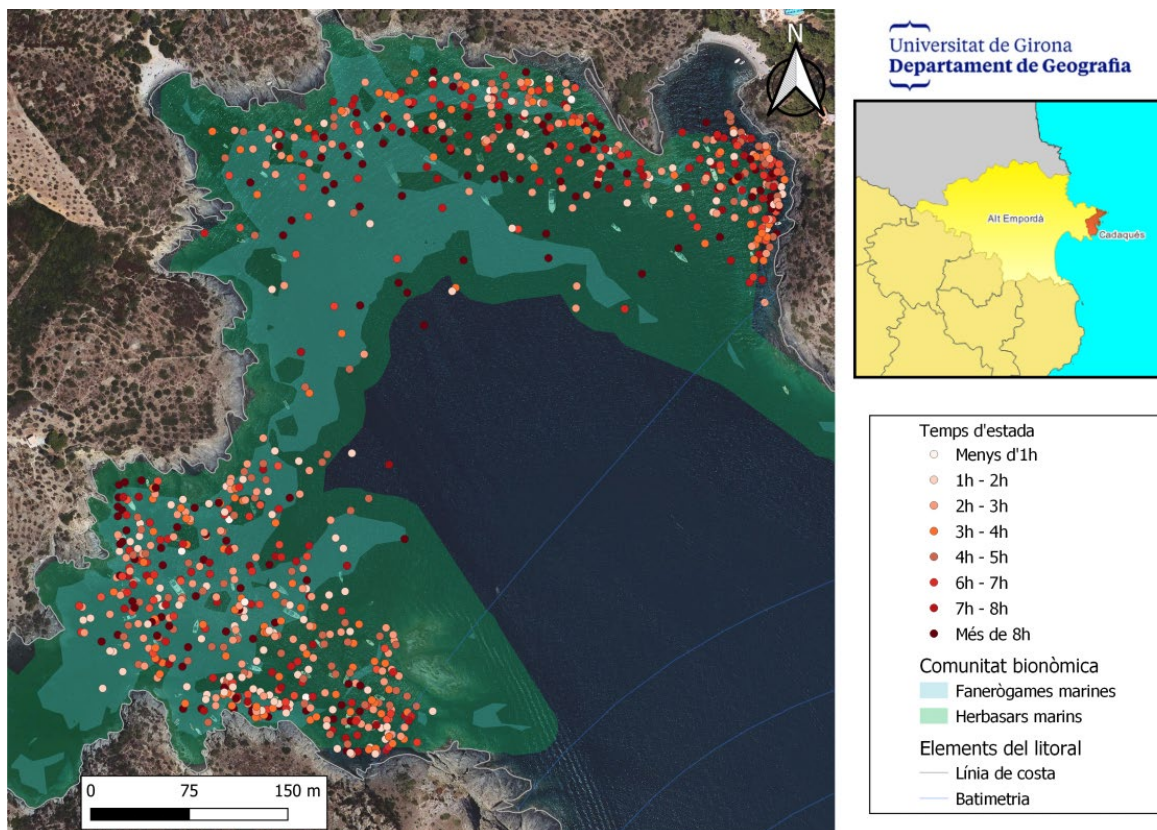 N
Universitat de Girona
Departament de Geografia
Alt Empordà
Cadaqués
Temps d'estada
Menys d'1h
1h - 2h
2h - 3h
3h - 4h
4h - 5h
6h - 7h
7h - 8h
Més de 8h
Comunitat bionòmica
Fanerògames marines
Herbasars marins
Elements del litoral
Línia de costa
Batimetria
0 75 150 m